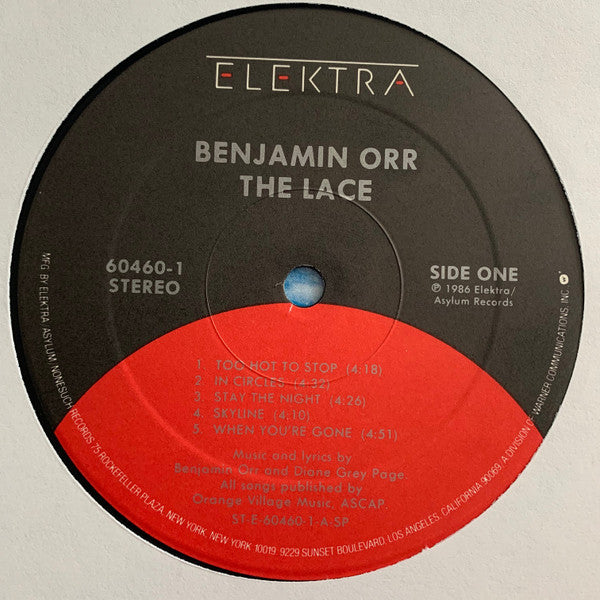 ELEKTRA
BENJAMIN ORR
THE LACE
60460-1
STEREO
SIDE ONE
℗ 1986 Elektra/
Asylum Records
1 TOO HOT TO STOP (4:18)
2 IN CIRCLES (4:32)
3 STAY THE NIGHT (4:26)
4. SKYLINE (4:10)
5. WHEN YOU'RE GONE (4:51)
Music and lyrics by
Benjamin Orr and Diane Grey Page.
All songs published by
Orange Village Music, ASCAP.
ST-E-60460-1-A-SP
MFG. BY ELEKTRA/ASYLUM/NONESUCH RECORDS 75 ROCKEFELLER PLAZA, NEW YORK, NEW YORK 10019. 9229 SUNSET BOULEVARD, LOS ANGELES, CALIFORNIA 90069. A DIVISION OF WARNER COMMUNICATIONS, INC.